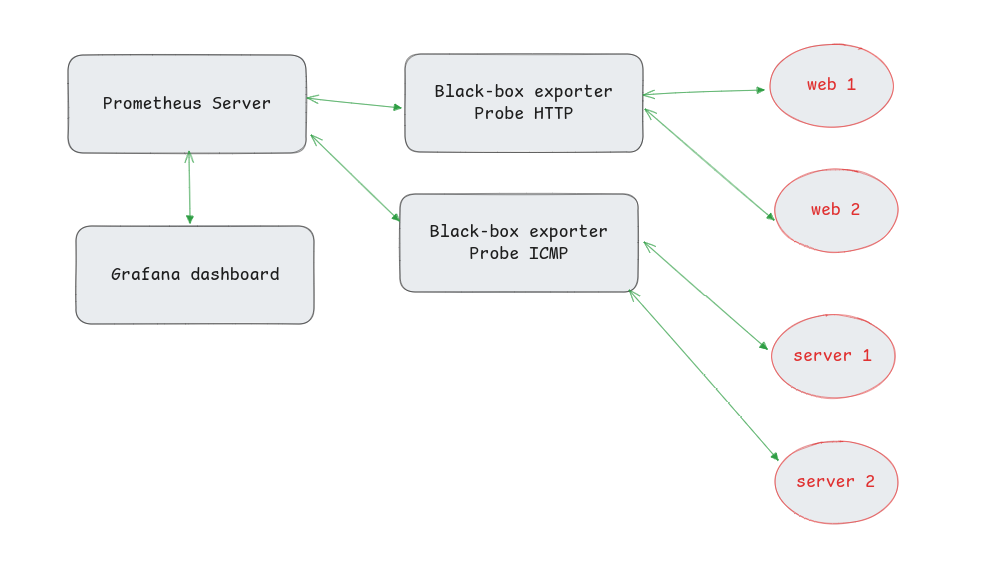 Prometheus Server
Black-box exporter
Probe HTTP
web 1
web 2
Black-box exporter
Probe ICMP
Grafana dashboard
server 1
server 2